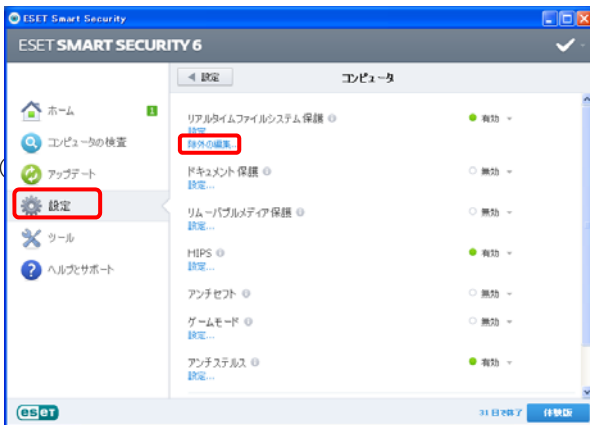 ESET Smart Security
ESET SMART SECURITY 6
設定
コンピュータ
ホーム 1
コンピュータの検査
アップデート
設定
ツール
ヘルプとサポート
リアルタイムファイルシステム保護 有効
設定...
除外の編集...
ドキュメント保護 無効
設定...
リムーバブルメディア保護 無効
設定...
HIPS 有効
設定...
アンチセフト 無効
ゲームモード 無効
設定...
アンチステルス 有効
設定...
eset
31 日で終了 体験版